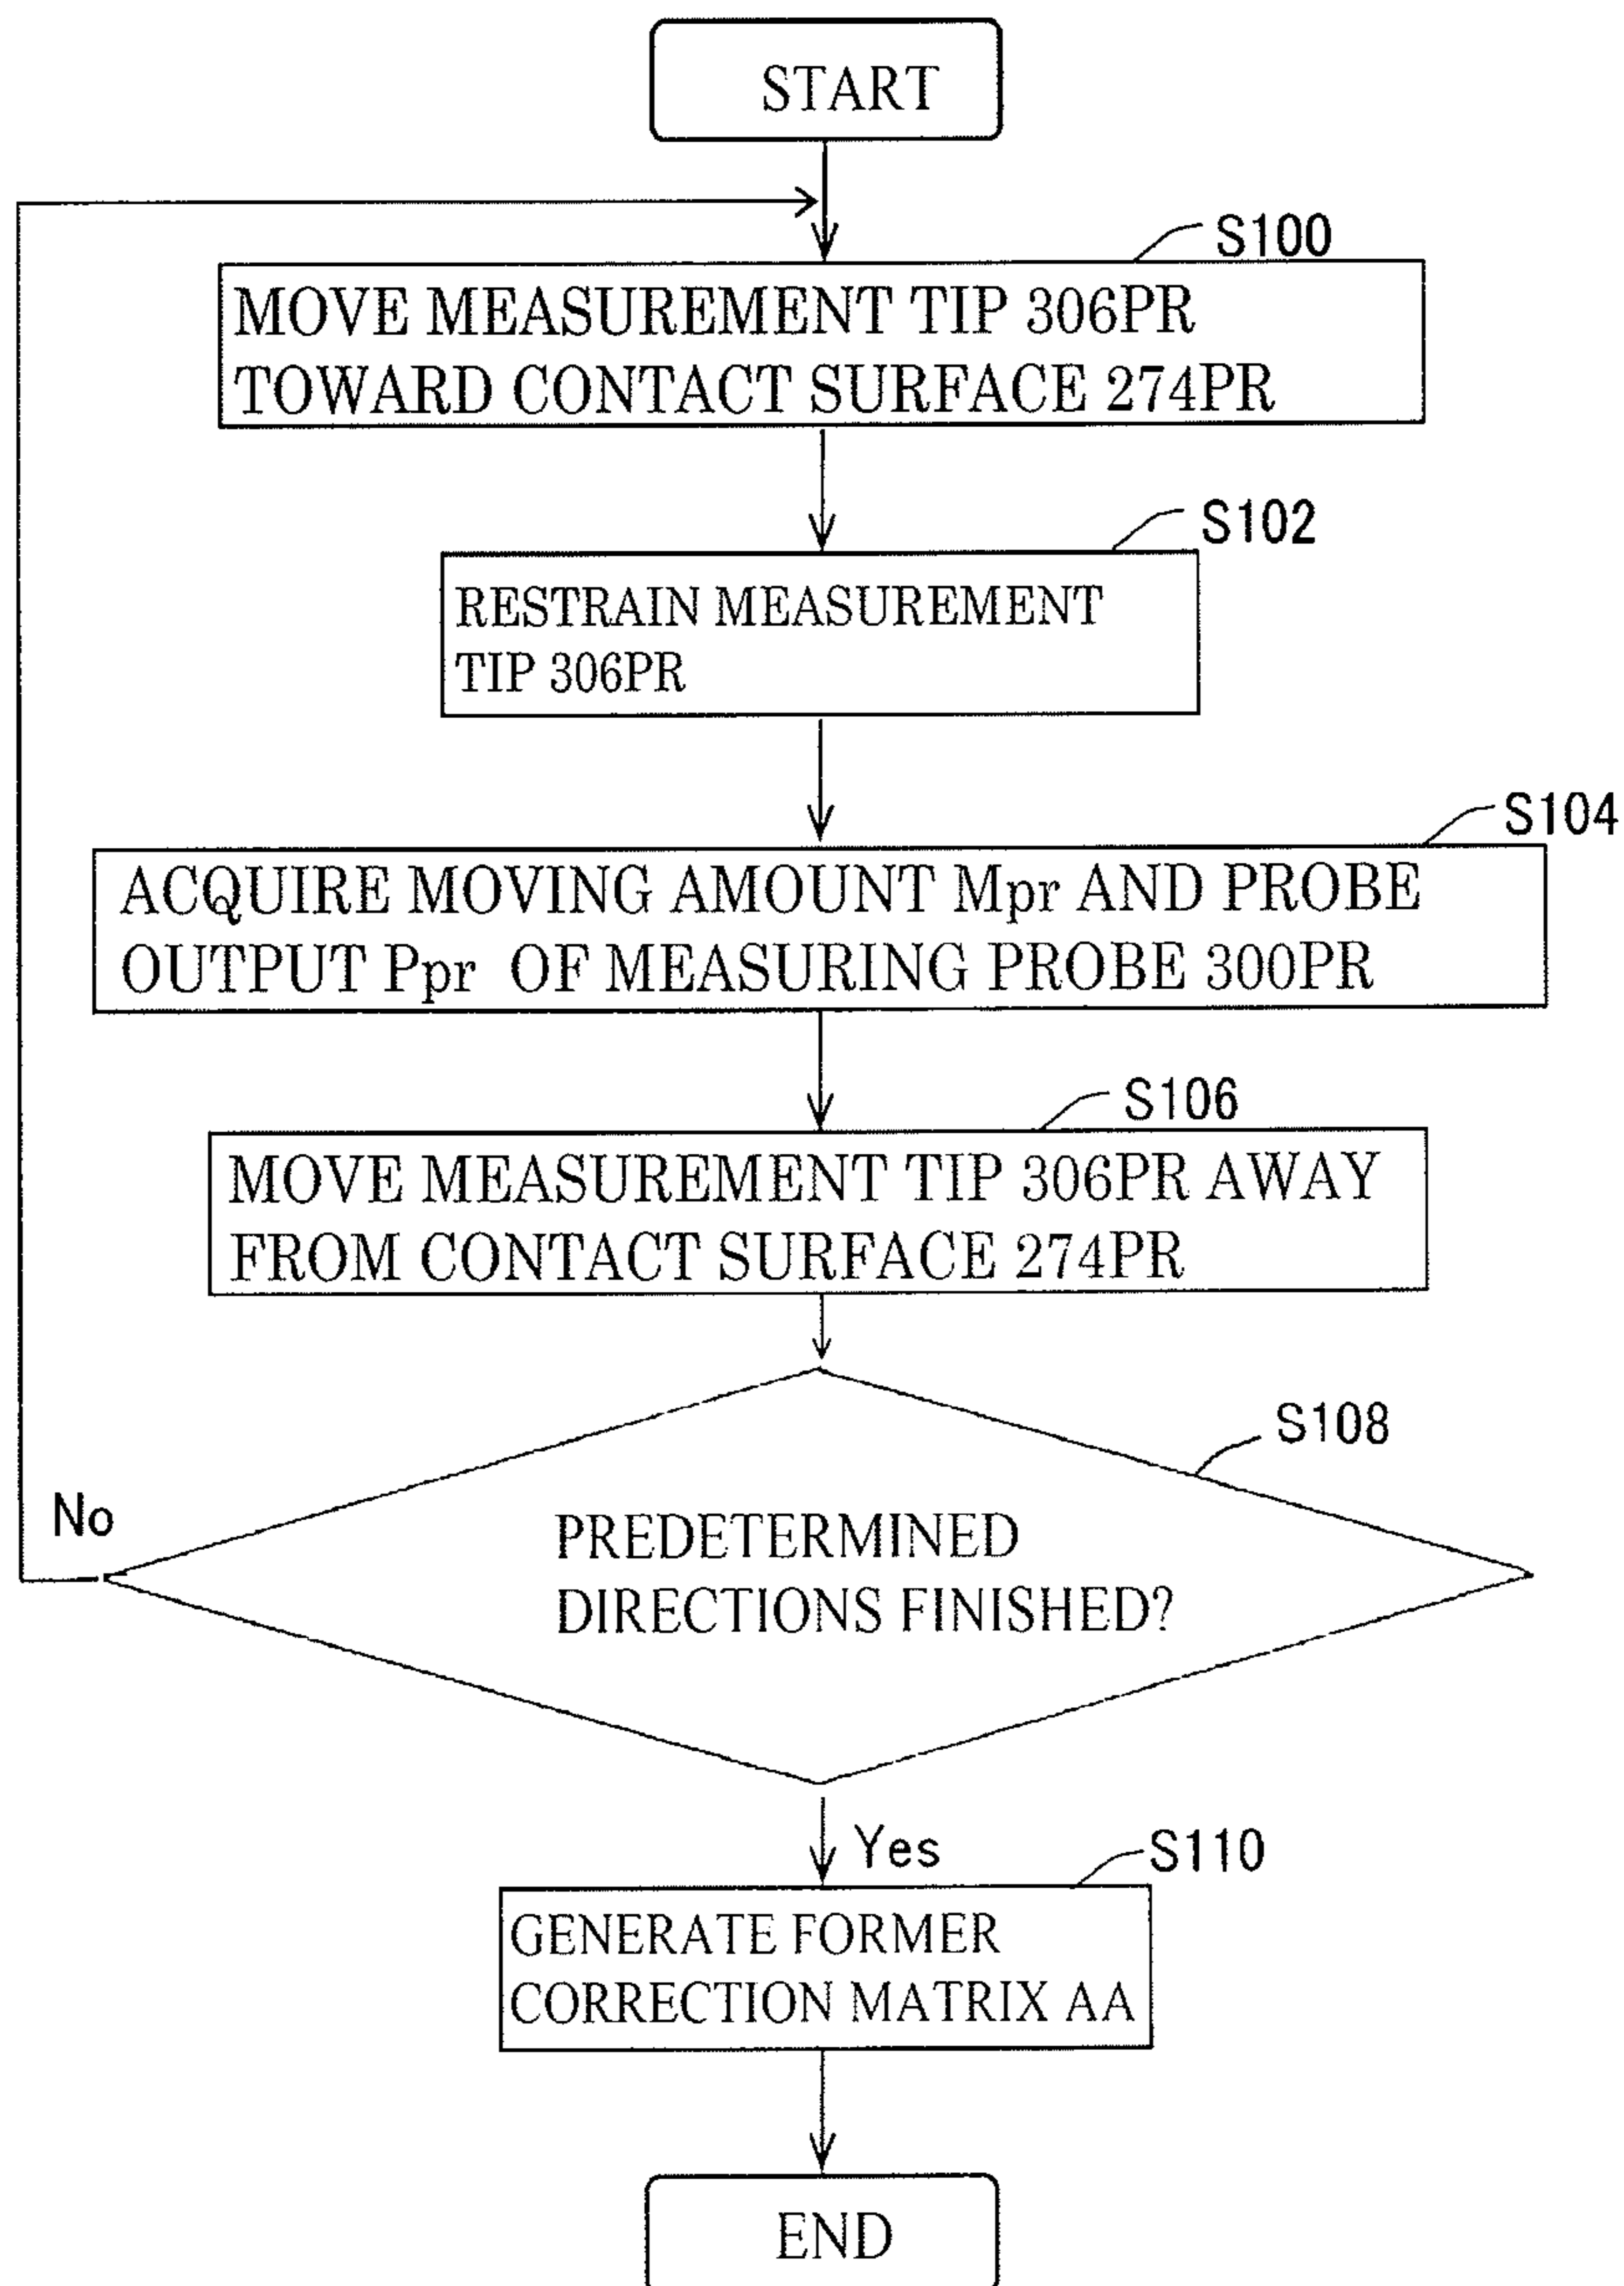 START
S100
MOVE MEASUREMENT TIP 306PR
TOWARD CONTACT SURFACE 274PR
S102
RESTRAIN MEASUREMENT
TIP 306PR
S104
ACQUIRE MOVING AMOUNT Mpr AND PROBE
OUTPUT Ppr OF MEASURING PROBE 300PR
S106
MOVE MEASUREMENT TIP 306PR AWAY
FROM CONTACT SURFACE 274PR
S108
No
PREDETERMINED
DIRECTIONS FINISHED?
Yes
S110
GENERATE FORMER
CORRECTION MATRIX AA
END